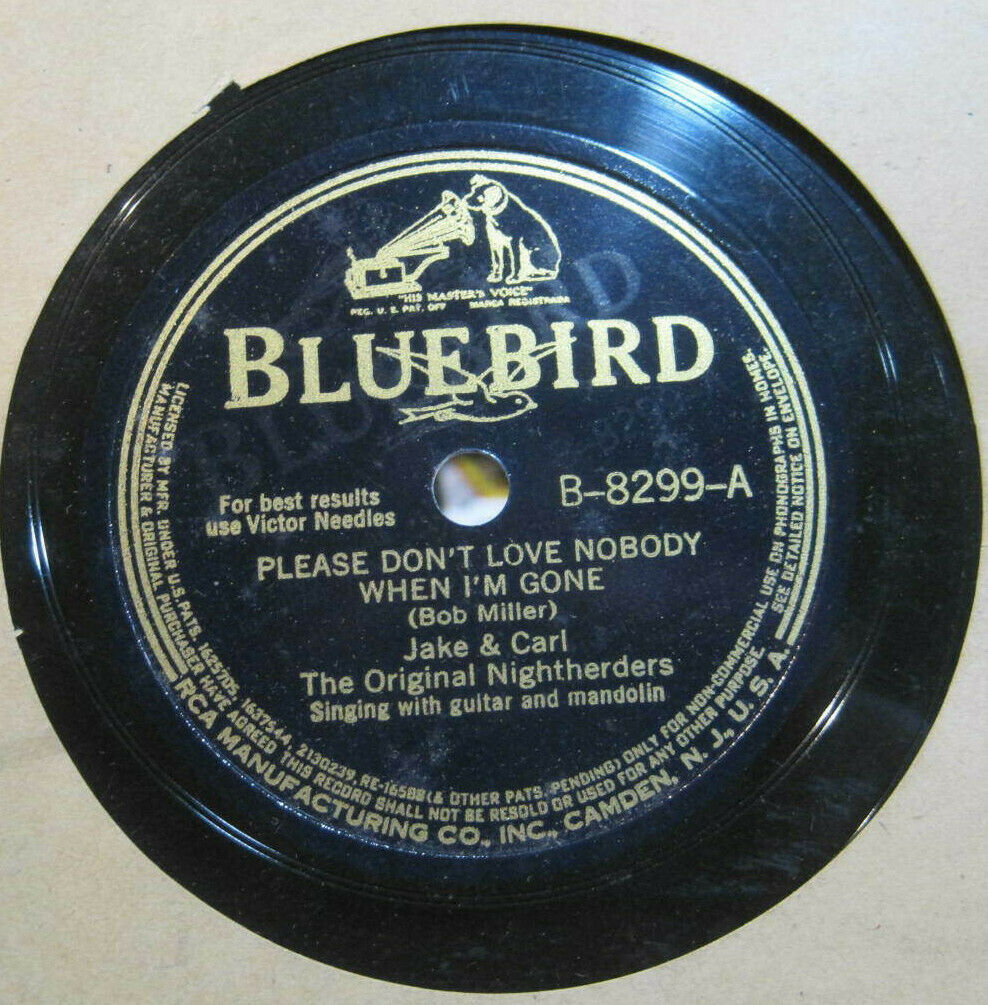 "HIS MASTER'S VOICE"
REG. U. S. PAT. OFF. MARCA REGISTRADA
BLUEBIRD
For best results
use Victor Needles
B-8299-A
PLEASE DON'T LOVE NOBODY
WHEN I'M GONE
(Bob Miller)
Jake & Carl
The Original Nightherders
Singing with guitar and mandolin
LICENSED BY MFR. UNDER U.S. PATS. 1625705, 1637544, 2130239, RE-16588 (& OTHER PATS. PENDING) ONLY FOR NON-COMMERCIAL USE ON PHONOGRAPHS IN HOMES.
MANUFACTURER & ORIGINAL PURCHASER HAVE AGREED THIS RECORD SHALL NOT BE RESOLD OR USED FOR ANY OTHER PURPOSE. SEE DETAILED NOTICE ON ENVELOPE.
RCA MANUFACTURING CO., INC., CAMDEN, N. J., U. S. A.